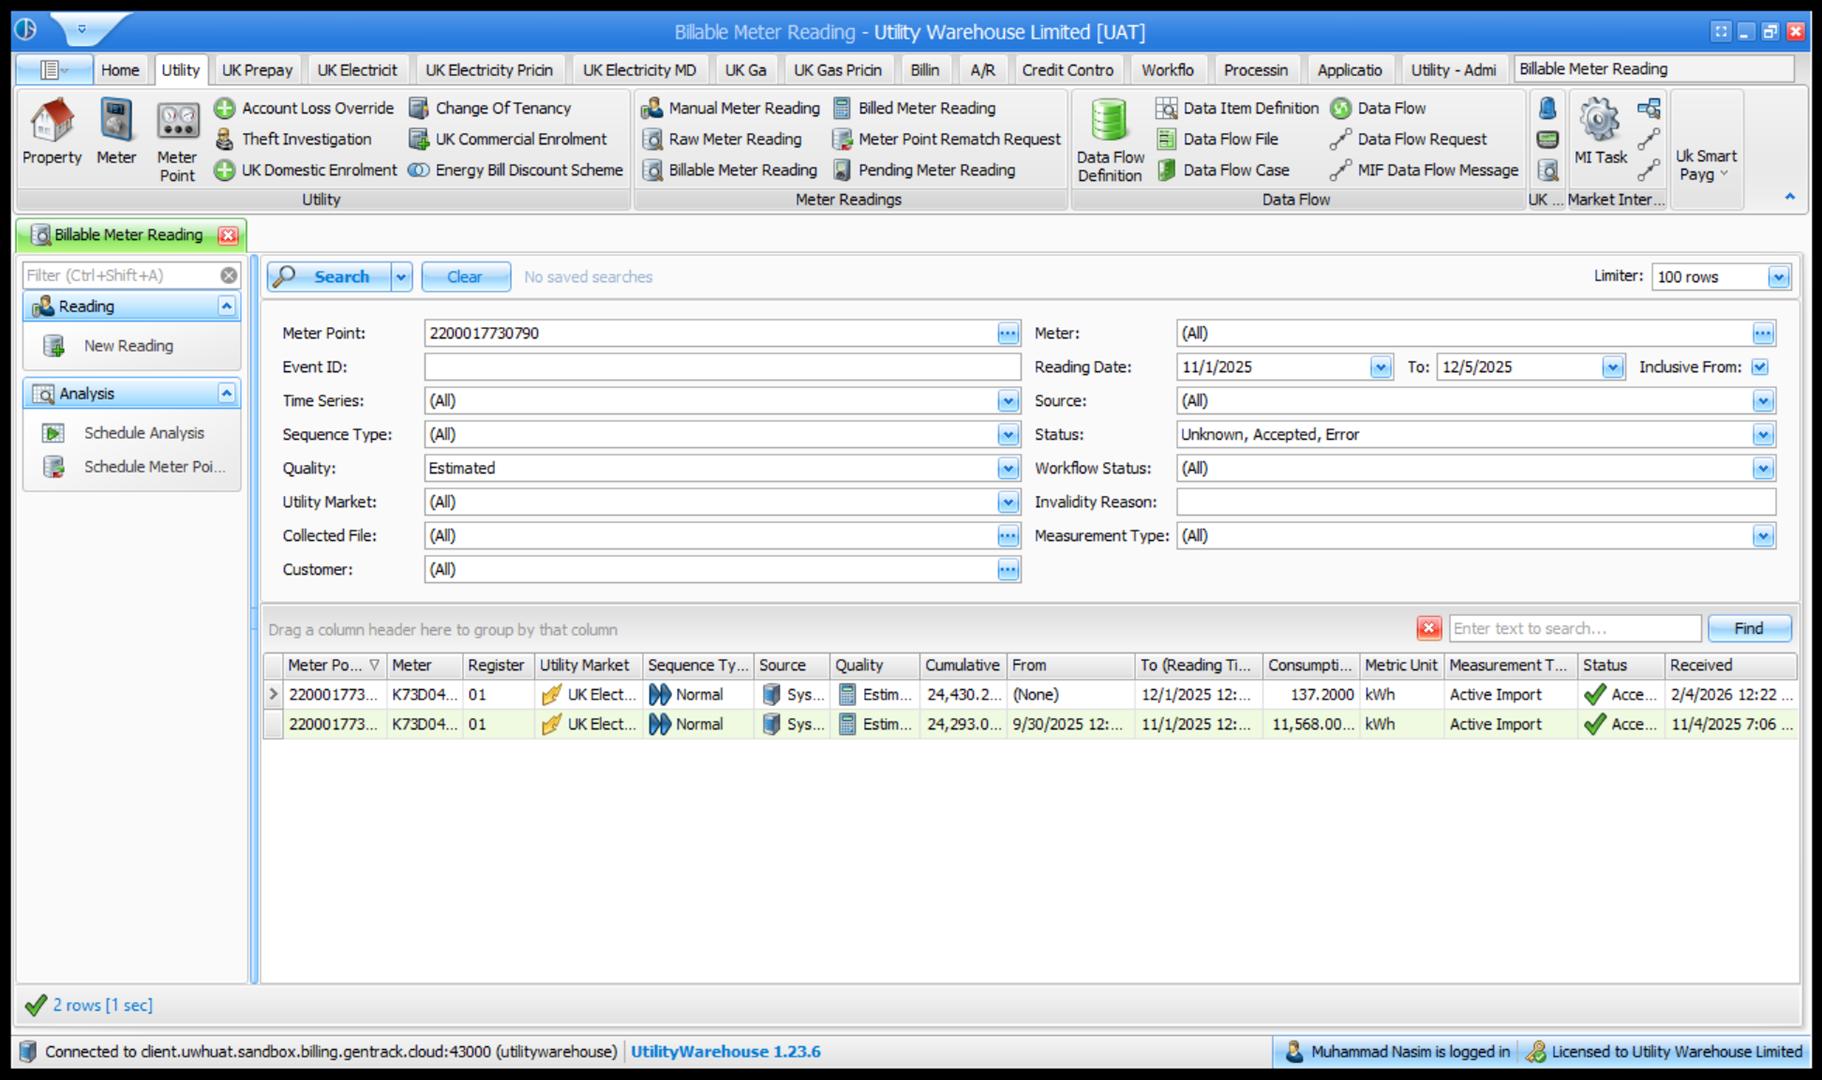 Billable Meter Reading - Utility Warehouse Limited [UAT]
Home Utility UK Prepay UK Electricit UK Electricity Pricin UK Electricity MD UK Ga UK Gas Pricin Billin A/R Credit Contro Workflo Processin Applicatio Utility - Admi Billable Meter Reading
Account Loss Override Change Of Tenancy Manual Meter Reading Billed Meter Reading Data Item Definition Data Flow
Theft Investigation UK Commercial Enrolment Raw Meter Reading Meter Point Rematch Request Data Flow File Data Flow Request
Property Meter Meter Point Data Flow Definition MI Task Uk Smart Payg
UK Domestic Enrolment Energy Bill Discount Scheme Billable Meter Reading Pending Meter Reading Data Flow Case MIF Data Flow Message
Utility Meter Readings Data Flow UK ... Market Inter...
Billable Meter Reading
Filter (Ctrl+Shift+A)
Reading
New Reading
Analysis
Schedule Analysis
Schedule Meter Poi...
Search Clear No saved searches Limiter: 100 rows
Meter Point: 2200017730790 Meter: (All)
Event ID: Reading Date: 11/1/2025 To: 12/5/2025 Inclusive From:
Time Series: (All) Source: (All)
Sequence Type: (All) Status: Unknown, Accepted, Error
Quality: Estimated Workflow Status: (All)
Utility Market: (All) Invalidity Reason:
Collected File: (All) Measurement Type: (All)
Customer: (All)
Drag a column header here to group by that column Enter text to search... Find
Meter Po... Meter Register Utility Market Sequence Ty... Source Quality Cumulative From To (Reading Ti... Consumpti... Metric Unit Measurement T... Status Received
220001773... K73D04... 01 UK Elect... Normal Sys... Estim... 24,430.2... (None) 12/1/2025 12:... 137.2000 kWh Active Import Acce... 2/4/2026 12:22 ...
220001773... K73D04... 01 UK Elect... Normal Sys... Estim... 24,293.0... 9/30/2025 12:... 11/1/2025 12:... 11,568.00... kWh Active Import Acce... 11/4/2025 7:06 ...
2 rows [1 sec]
Connected to client.uwhuat.sandbox.billing.gentrack.cloud:43000 (utilitywarehouse) UtilityWarehouse 1.23.6 Muhammad Nasim is logged in Licensed to Utility Warehouse Limited